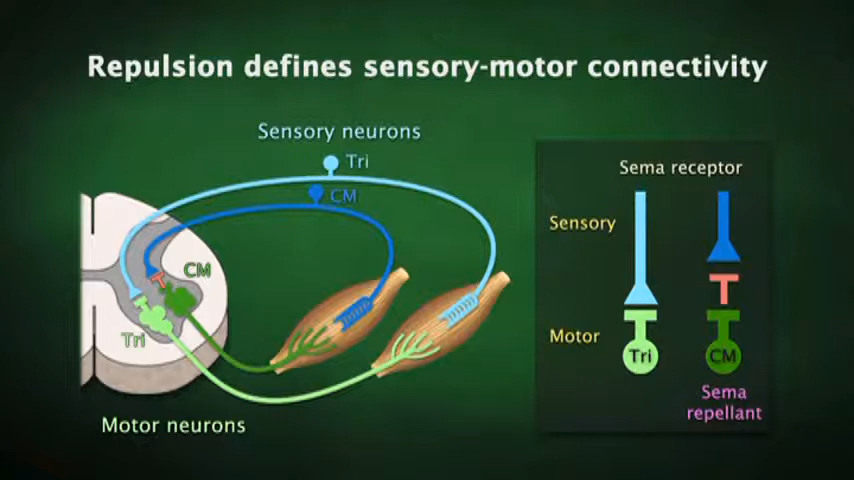 Repulsion defines sensory-motor connectivity
Sensory neurons
Tri
CM
CM
Tri
Motor neurons
Sema receptor
Sensory
Motor
Tri
CM
Sema
repellant